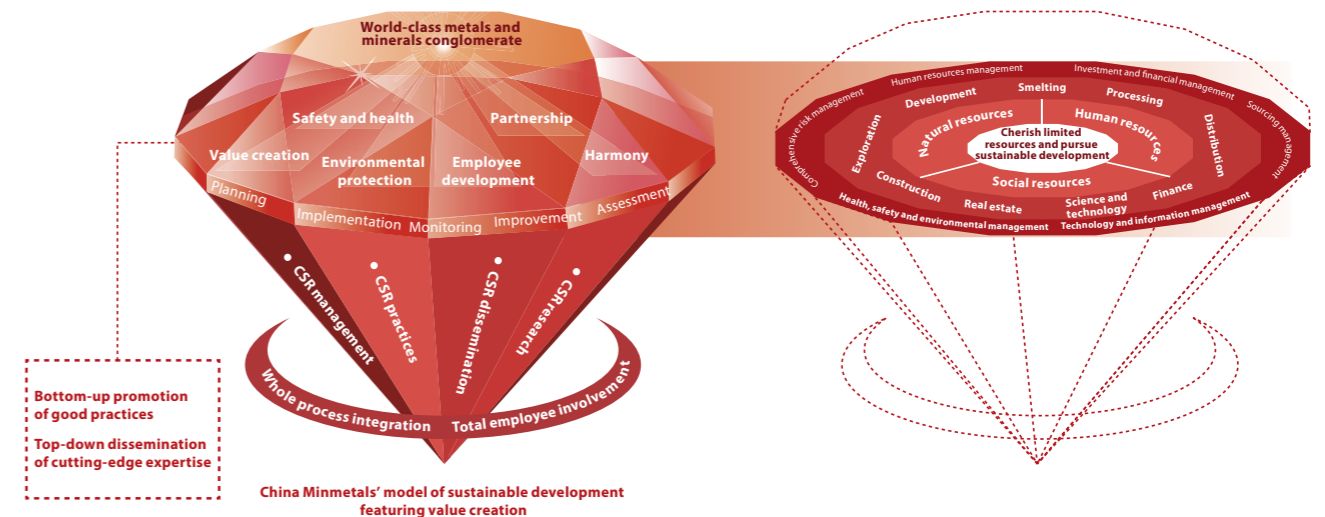 World-class metals and
minerals conglomerate
Safety and health
Partnership
Value creation
Environmental
protection
Employee
development
Harmony
Planning
Implementation
Monitoring
Improvement
Assessment
CSR management
CSR practices
CSR dissemination
CSR research
Whole process integration
Total employee involvement
Bottom-up promotion
of good practices
Top-down dissemination
of cutting-edge expertise
China Minmetals’ model of sustainable development
featuring value creation
Comprehensive risk management
Human resources management
Investment and financial management
Sourcing management
Health, safety and environmental management
Technology and information management
Exploration
Development
Smelting
Processing
Distribution
Construction
Real estate
Science and
technology
Finance
Natural resources
Human resources
Social resources
Cherish limited
resources and pursue
sustainable development